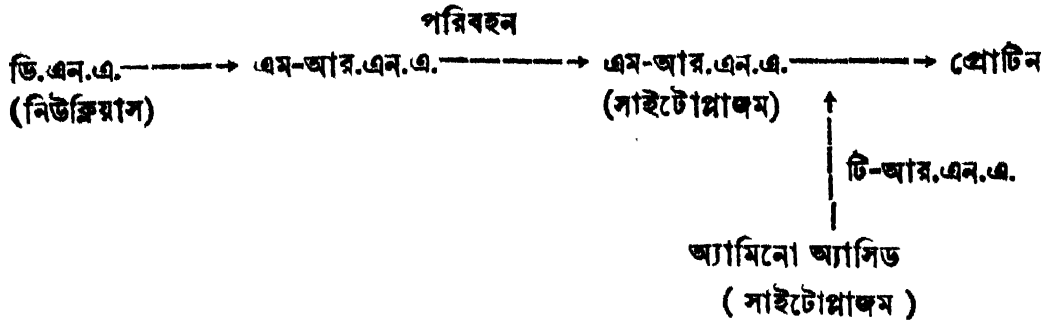 পরিবহন
ডি.এন.এ. এম-আর.এন.এ. এম-আর.এন.এ. প্রোটিন
(নিউক্লিয়াস) (সাইটোপ্লাজম)
টি-আর.এন.এ.
অ্যামিনো অ্যাসিড
( সাইটোপ্লাজম )